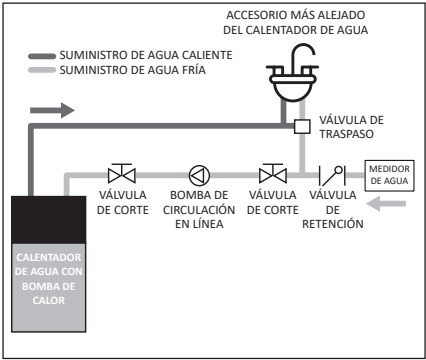 ACCESORIO MÁS ALEJADO
DEL CALENTADOR DE AGUA
SUMINISTRO DE AGUA CALIENTE
SUMINISTRO DE AGUA FRÍA
VÁLVULA DE
TRASPASO
MEDIDOR
DE AGUA
VÁLVULA
DE CORTE
BOMBA DE
CIRCULACIÓN
EN LÍNEA
VÁLVULA
DE CORTE
VÁLVULA
DE
RETENCIÓN
CALENTADOR
DE AGUA CON
BOMBA DE
CALOR